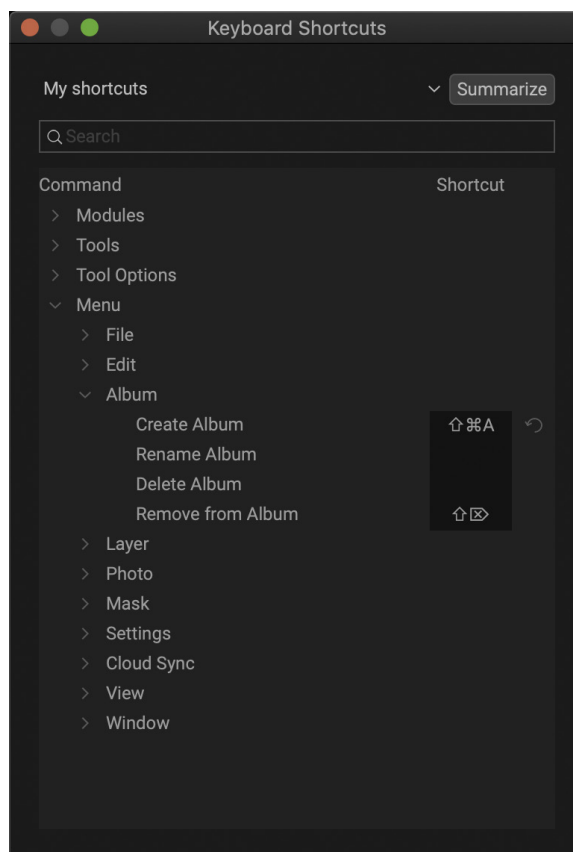 Keyboard Shortcuts
My shortcuts Summarize
Search
Command Shortcut
Modules
Tools
Tool Options
Menu
File
Edit
Album
Create Album ⇧⌘A
Rename Album
Delete Album
Remove from Album ⇧⌦
Layer
Photo
Mask
Settings
Cloud Sync
View
Window